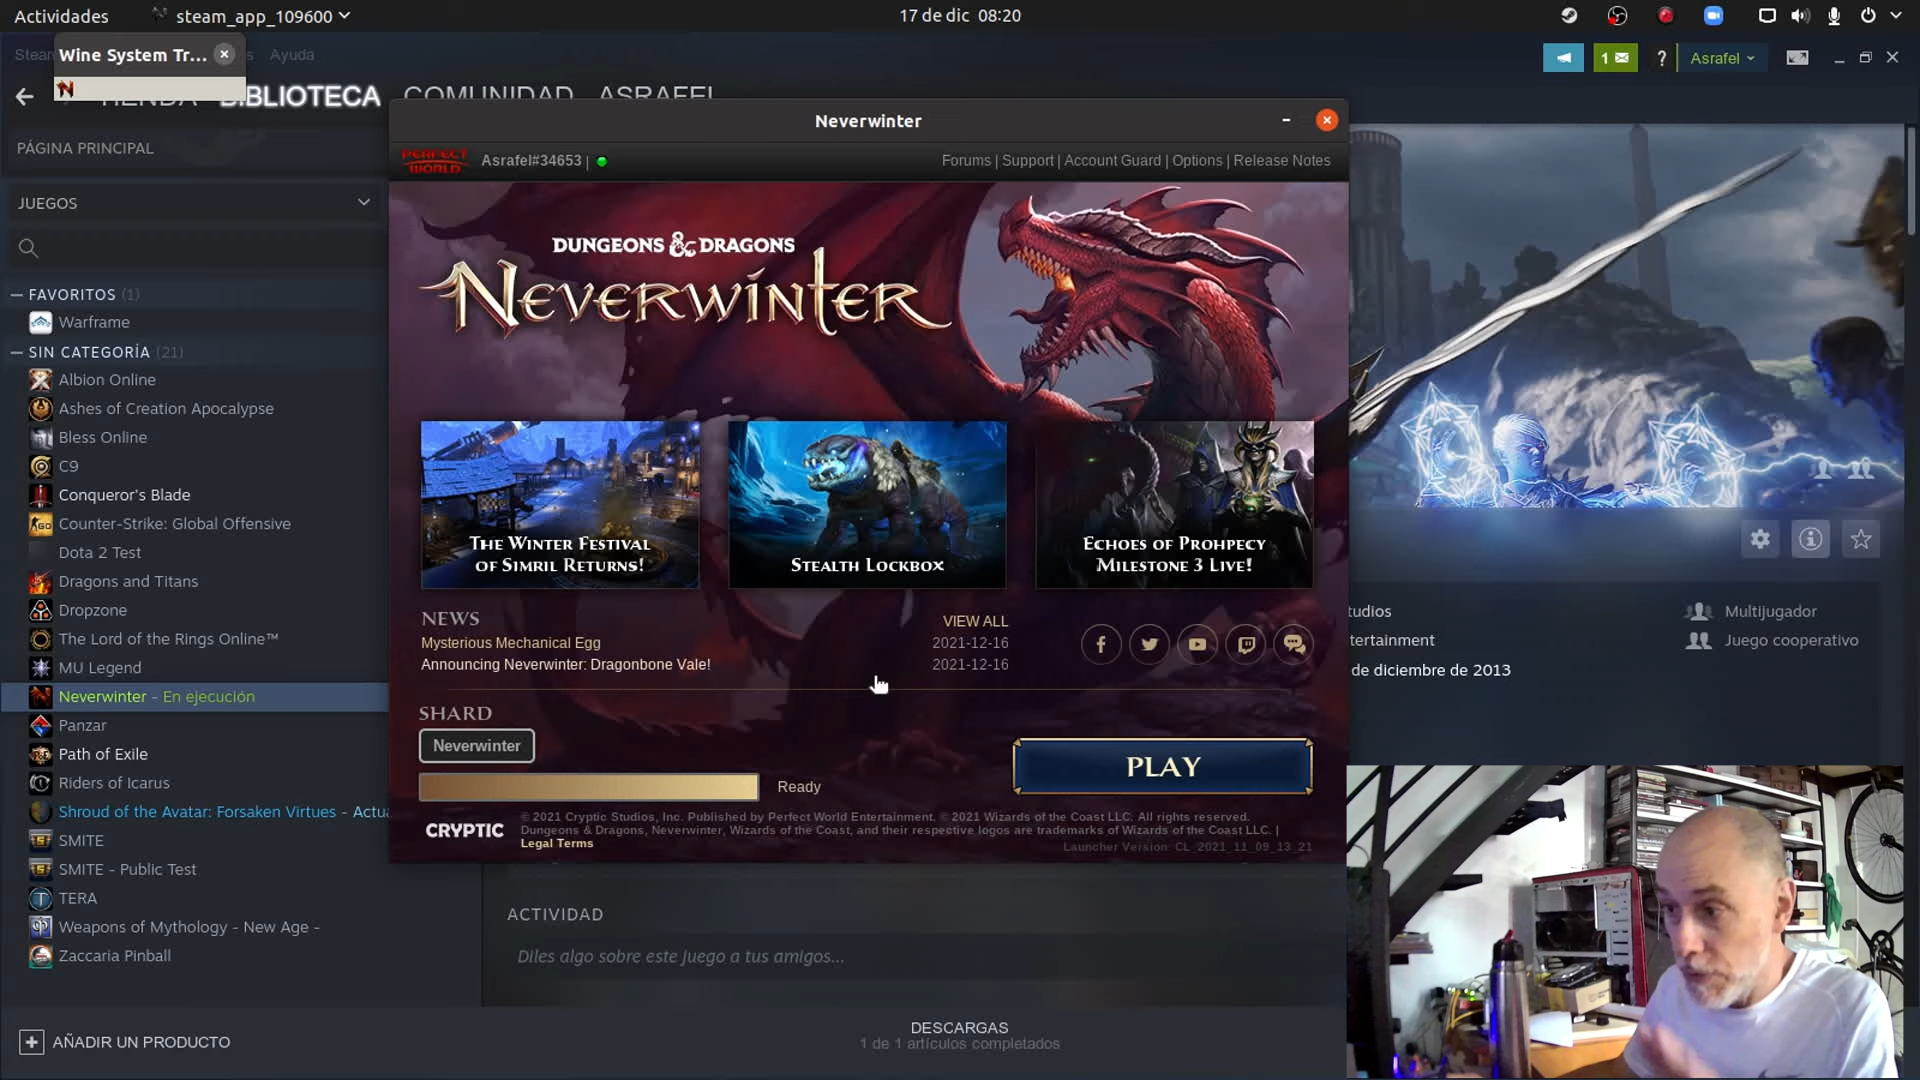 Actividades
steam_app_109600
17 de dic 08:20
Wine System Tr...
Ayuda
1
?
Asrafel
BIBLIOTECA
COMUNIDAD
ASRAFEL
Neverwinter
PÁGINA PRINCIPAL
PERFECT WORLD
Asrafel#34653 |
Forums | Support | Account Guard | Options | Release Notes
JUEGOS
DUNGEONS & DRAGONS
NEVERWINTER
FAVORITOS (1)
Warframe
SIN CATEGORÍA (21)
Albion Online
Ashes of Creation Apocalypse
Bless Online
C9
Conqueror's Blade
Counter-Strike: Global Offensive
Dota 2 Test
Dragons and Titans
Dropzone
The Lord of the Rings Online™
MU Legend
Neverwinter - En ejecución
Panzar
Path of Exile
Riders of Icarus
Shroud of the Avatar: Forsaken Virtues - Actua
SMITE
SMITE - Public Test
TERA
Weapons of Mythology - New Age -
Zaccaria Pinball
AÑADIR UN PRODUCTO
THE WINTER FESTIVAL
OF SIMRIL RETURNS!
STEALTH LOCKBOX
ECHOES OF PROHPECY
MILESTONE 3 LIVE!
NEWS
VIEW ALL
Mysterious Mechanical Egg
2021-12-16
Announcing Neverwinter: Dragonbone Vale!
2021-12-16
SHARD
Neverwinter
Ready
PLAY
CRYPTIC
© 2021 Cryptic Studios, Inc. Published by Perfect World Entertainment. © 2021 Wizards of the Coast LLC. All rights reserved.
Dungeons & Dragons, Neverwinter, Wizards of the Coast, and their respective logos are trademarks of Wizards of the Coast LLC. |
Legal Terms
Launcher Version: CL_2021_11_09_13_21
tudios
tertainment
de diciembre de 2013
Multijugador
Juego cooperativo
ACTIVIDAD
Diles algo sobre este juego a tus amigos...
DESCARGAS
1 de 1 artículos completados